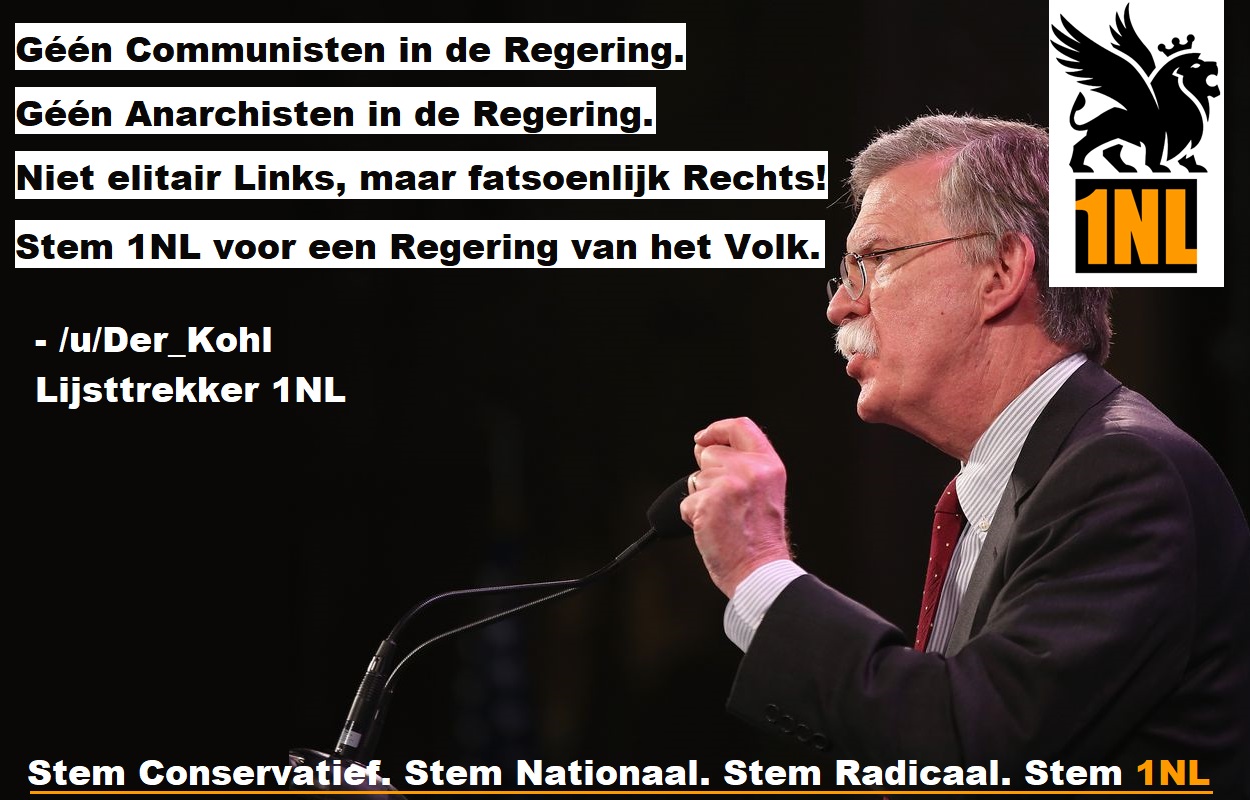 Géén Communisten in de Regering.
Géén Anarchisten in de Regering.
Niet elitair Links, maar fatsoenlijk Rechts!
Stem 1NL voor een Regering van het Volk.
1NL
- /u/Der_Kohl
Lijsttrekker 1NL
Stem Conservatief. Stem Nationaal. Stem Radicaal. Stem 1NL